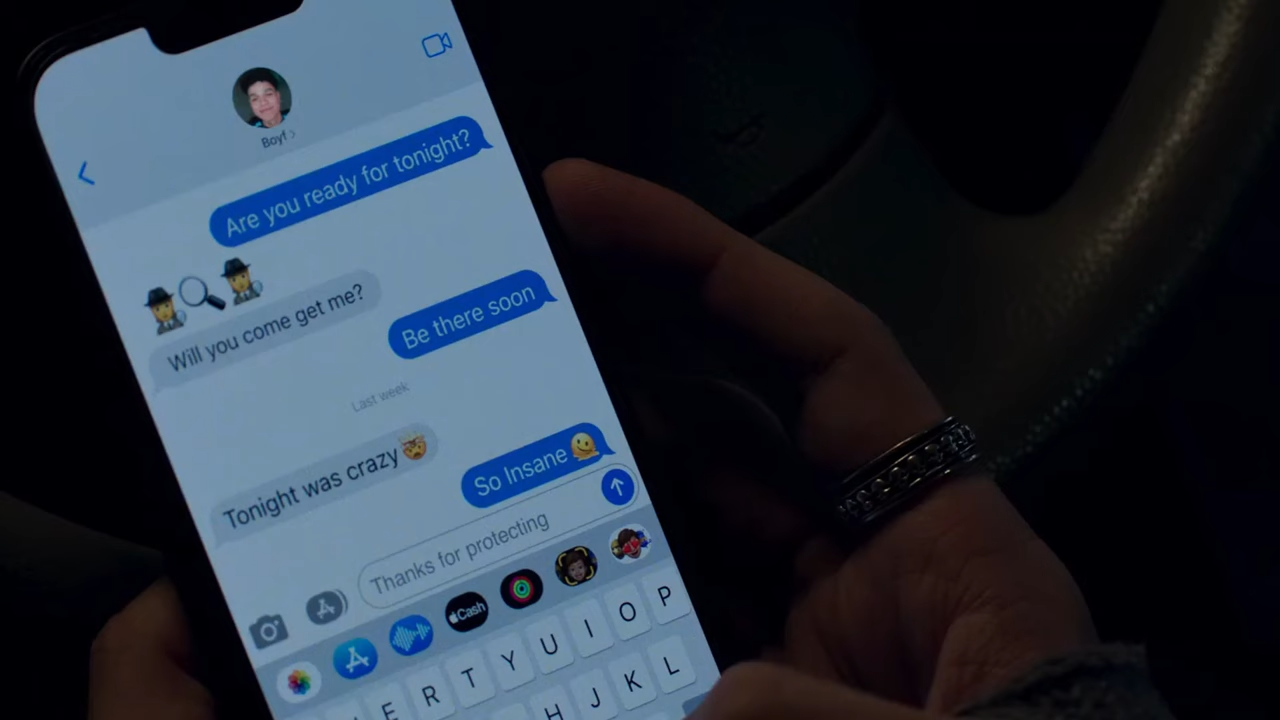 Boyf >
Are you ready for tonight?
🕵️🔍🕵️
Will you come get me?
Be there soon
Last week
Tonight was crazy 🤯
So Insane 🫠
Thanks for protecting
Cash
E R T Y U I O P
H J K L